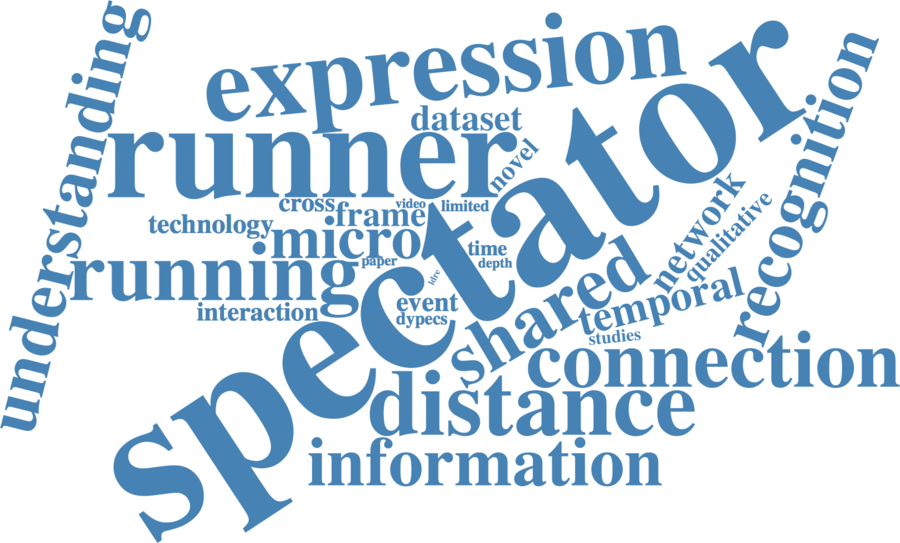 understanding
expression
spectator
runner
dataset
novel
recognition
cross
video
limited
technology
frame
network
qualitative
micro
time
running
paper
depth
ldre
shared
temporal
interaction
event
dypecs
studies
connection
distance
information